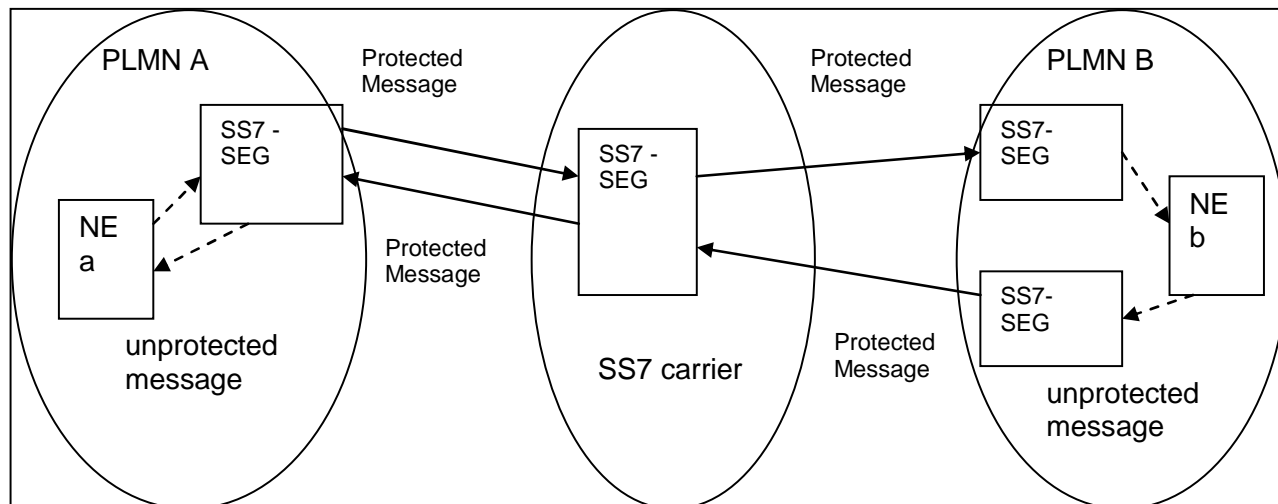 PLMN A
Protected
Message
Protected
Message
PLMN B
SS7 -
SEG
SS7 -
SEG
SS7-
SEG
NE
a
NE
b
Protected
Message
SS7-
SEG
unprotected
message
SS7 carrier
Protected
Message
unprotected
message